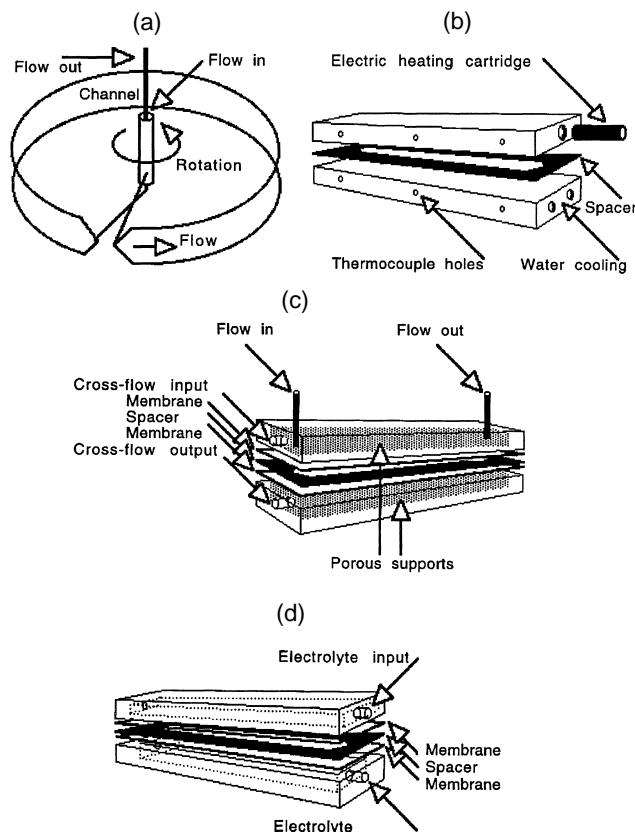 (a)
Flow out
Flow in
Channel
Rotation
Flow
(b)
Electric heating cartridge
Spacer
Thermocouple holes
Water cooling
(c)
Flow in
Flow out
Cross-flow input
Membrane
Spacer
Membrane
Cross-flow output
Porous supports
(d)
Electrolyte input
Membrane
Spacer
Membrane
Electrolyte